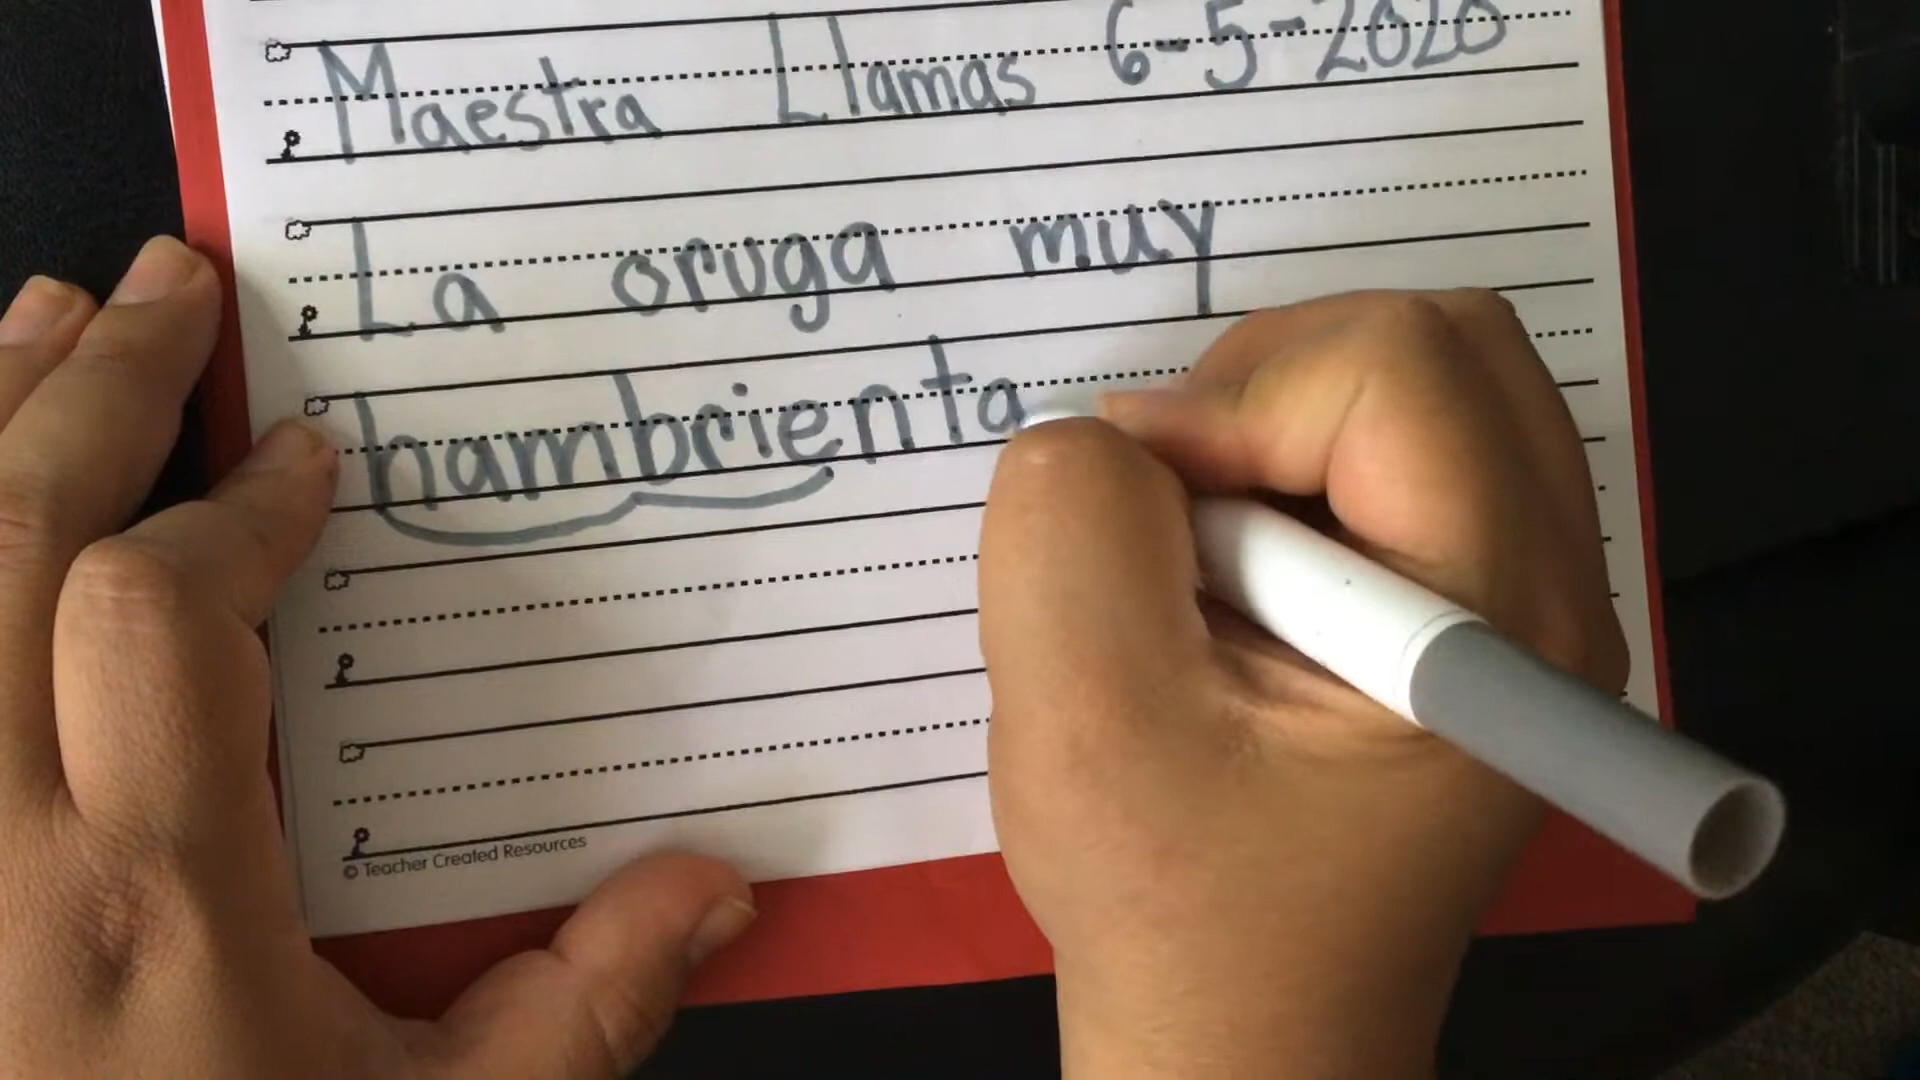 Maestra Llamas 6-5-2020
La oruga muy
hambrienta
© Teacher Created Resources